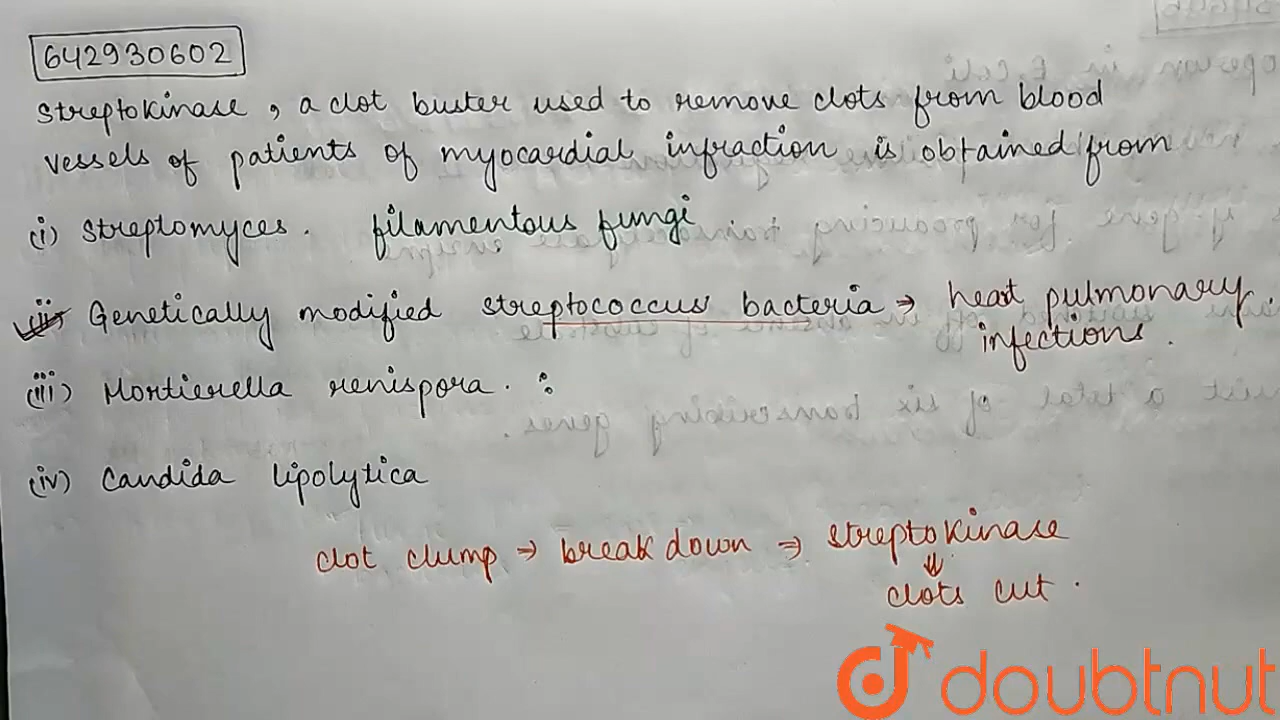 642930602
Streptokinase, a clot buster used to remove clots from blood
vessels of patients of myocardial infraction is obtained from
(i) Streptomyces. filamentous fungi
(ii) Genetically modified streptococcus bacteria → heart pulmonary
infections.
(iii) Mortierella renispora. :
(iv) Candida lipolytica
clot clump → break down ⇒ streptokinase
⇓
clots cut.
doubtnut